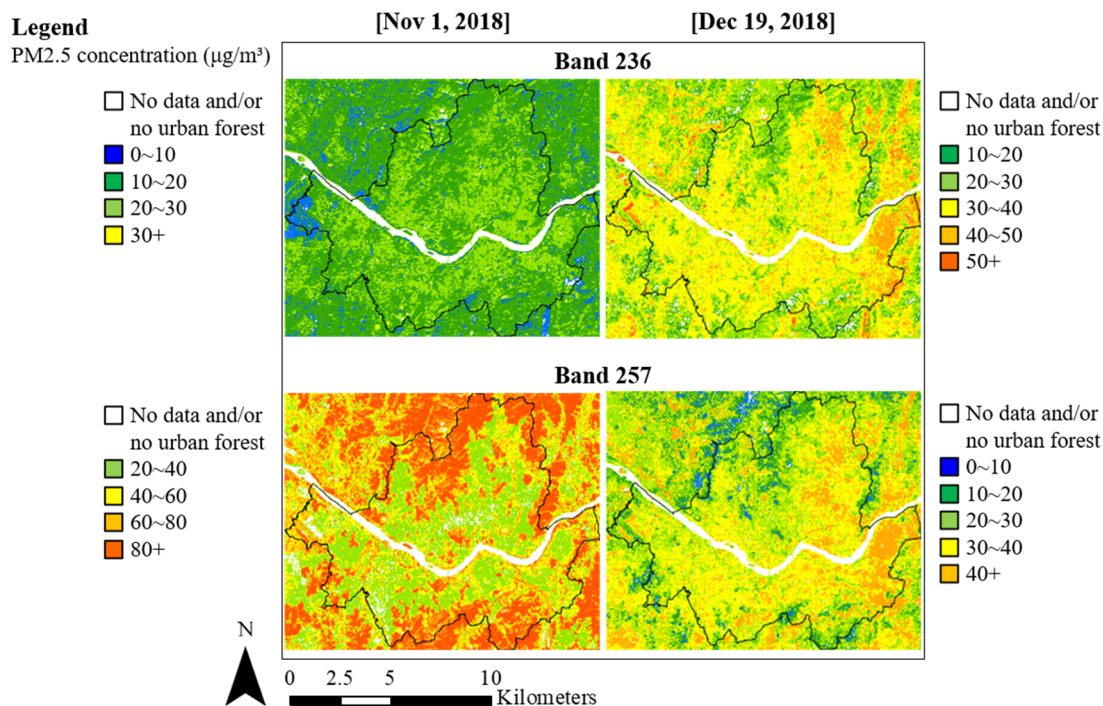 Legend
PM2.5 concentration (μg/m³)
[Nov 1, 2018]
[Dec 19, 2018]
Band 236
No data and/or
no urban forest
0~10
10~20
20~30
30+
No data and/or
no urban forest
10~20
20~30
30~40
40~50
50+
Band 257
No data and/or
no urban forest
20~40
40~60
60~80
80+
No data and/or
no urban forest
0~10
10~20
20~30
30~40
40+
N
0 2.5 5 10
Kilometers